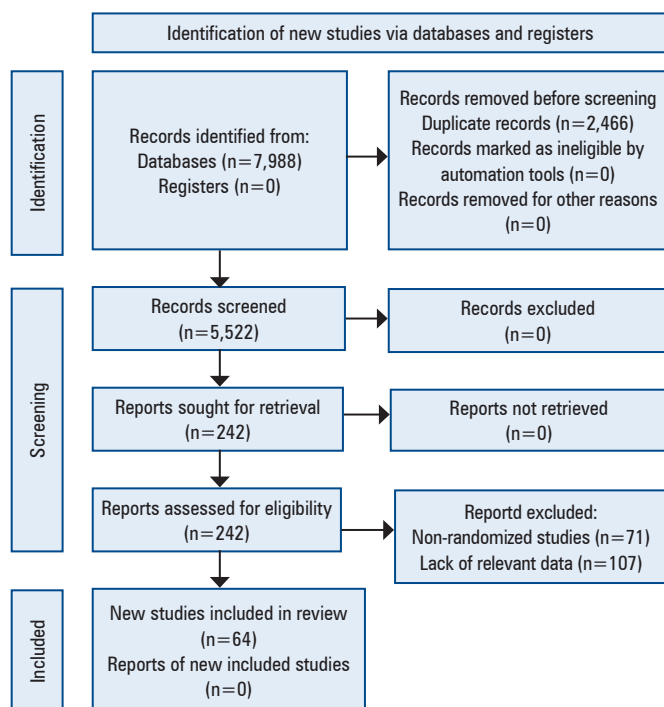 Identification of new studies via databases and registers
Identification
Records identified from:
Databases (n=7,988)
Registers (n=0)
Records removed before screening
Duplicate records (n=2,466)
Records marked as ineligible by
automation tools (n=0)
Records removed for other reasons
(n=0)
Screening
Records screened
(n=5,522)
Records excluded
(n=0)
Reports sought for retrieval
(n=242)
Reports not retrieved
(n=0)
Reports assessed for eligibility
(n=242)
Reportd excluded:
Non-randomized studies (n=71)
Lack of relevant data (n=107)
Included
New studies included in review
(n=64)
Reports of new included studies
(n=0)